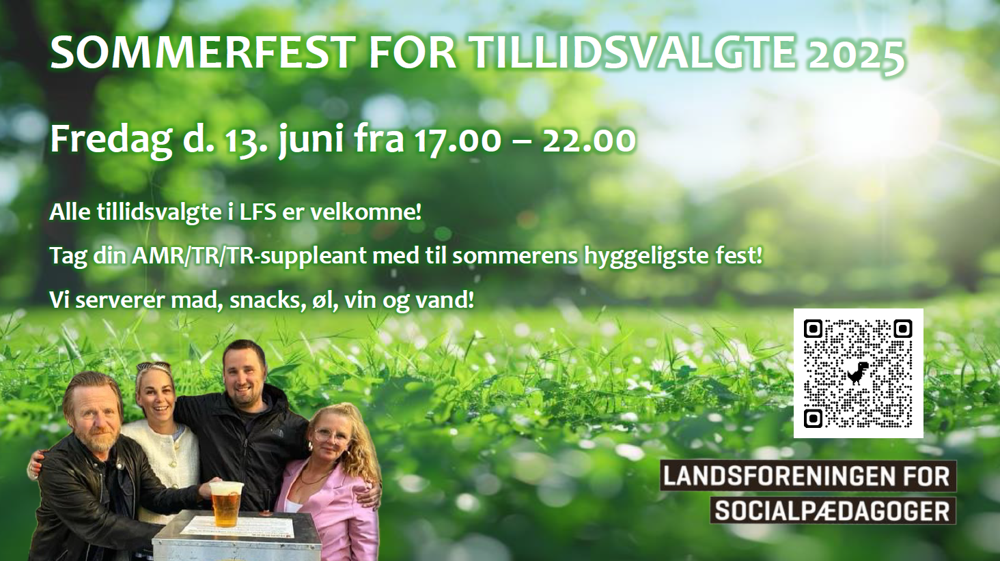 SOMMERFEST FOR TILLIDSVALGTE 2025
Fredag d. 13. juni fra 17.00 – 22.00
Alle tillidsvalgte i LFS er velkomne!
Tag din AMR/TR/TR-suppleant med til sommerens hyggeligste fest!
Vi serverer mad, snacks, øl, vin og vand!
LANDSFORENINGEN FOR
SOCIALPÆDAGOGER